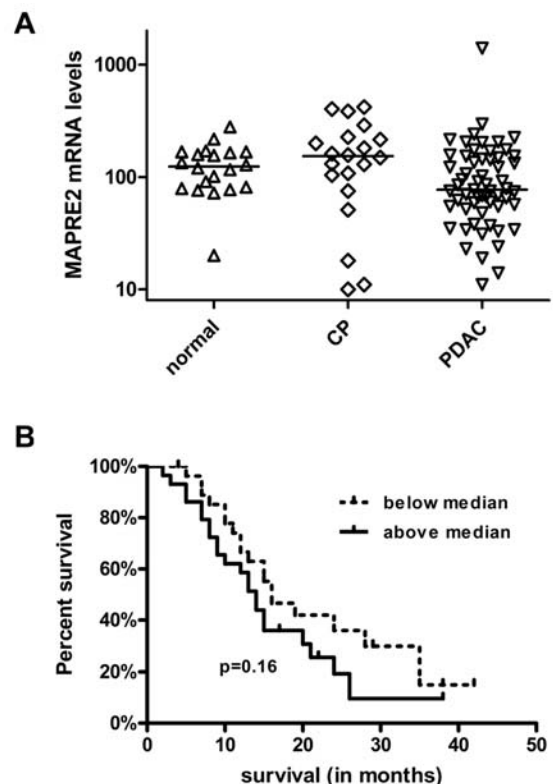 A
MAPRE2 mRNA levels
1000
100
10
normal
CP
PDAC
B
Percent survival
100%
80%
60%
40%
20%
0%
below median
above median
p=0.16
0
10
20
30
40
50
survival (in months)